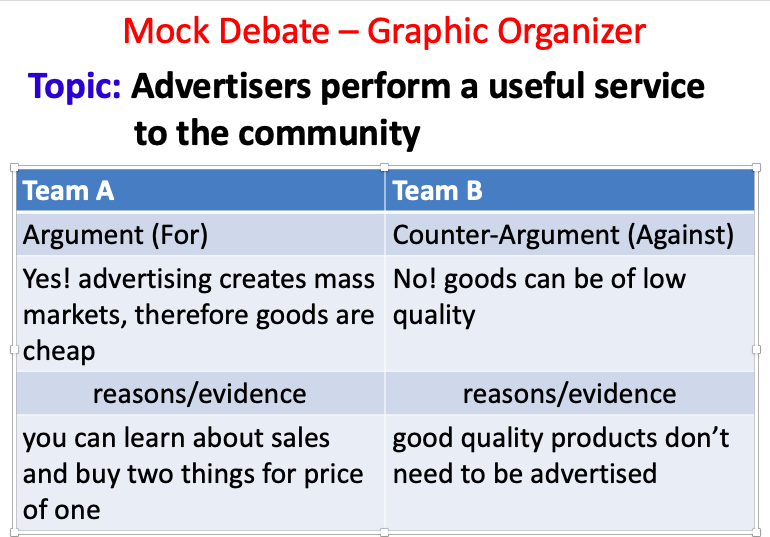 Mock Debate – Graphic Organizer
Topic: Advertisers perform a useful service
to the community
Team A
Team B
Argument (For)
Counter-Argument (Against)
Yes! advertising creates mass
markets, therefore goods are
cheap
No! goods can be of low
quality
reasons/evidence
reasons/evidence
you can learn about sales
and buy two things for price
of one
good quality products don’t
need to be advertised